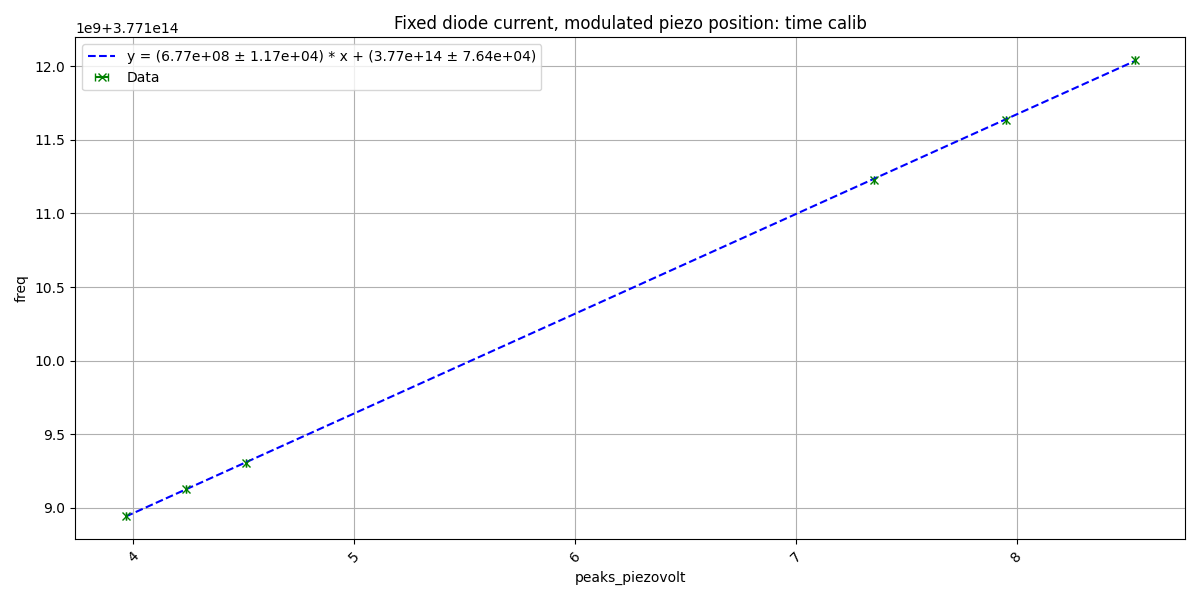 Fixed diode current, modulated piezo position: time calib
1e9+3.771e14
y = (6.77e+08 ± 1.17e+04) * x + (3.77e+14 ± 7.64e+04)
Data
12.0
11.5
11.0
10.5
10.0
9.5
9.0
freq
4
5
6
7
8
peaks_piezovolt